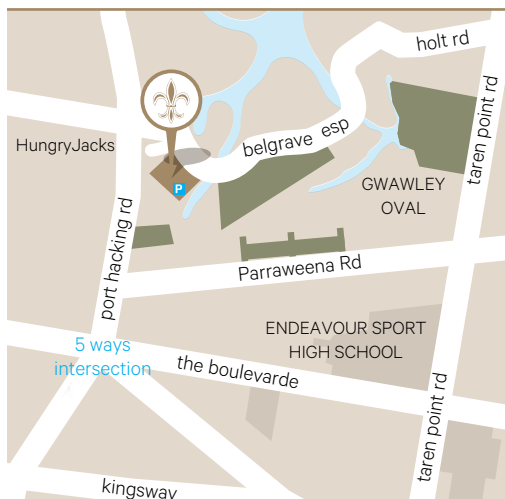 holt rd
taren point rd
belgrave esp
HungryJacks
P
GWAWLEY
OVAL
port hacking rd
Parraweena Rd
ENDEAVOUR SPORT
HIGH SCHOOL
5 ways
intersection
the boulevarde
taren point rd
kingsway